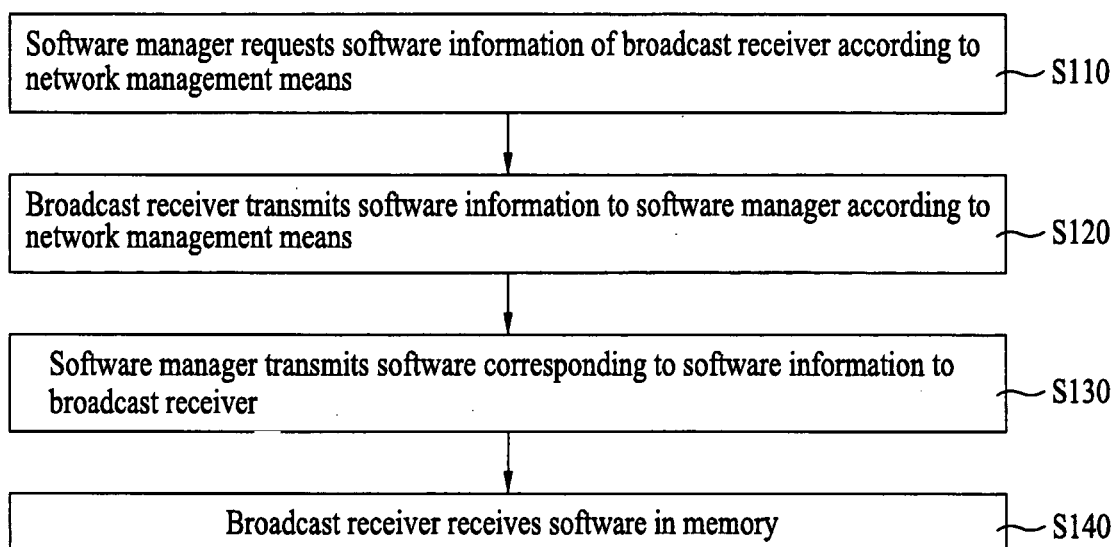 Software manager requests software information of broadcast receiver according to
network management means
S110
Broadcast receiver transmits software information to software manager according to
network management means
S120
Software manager transmits software corresponding to software information to
broadcast receiver
S130
Broadcast receiver receives software in memory
S140